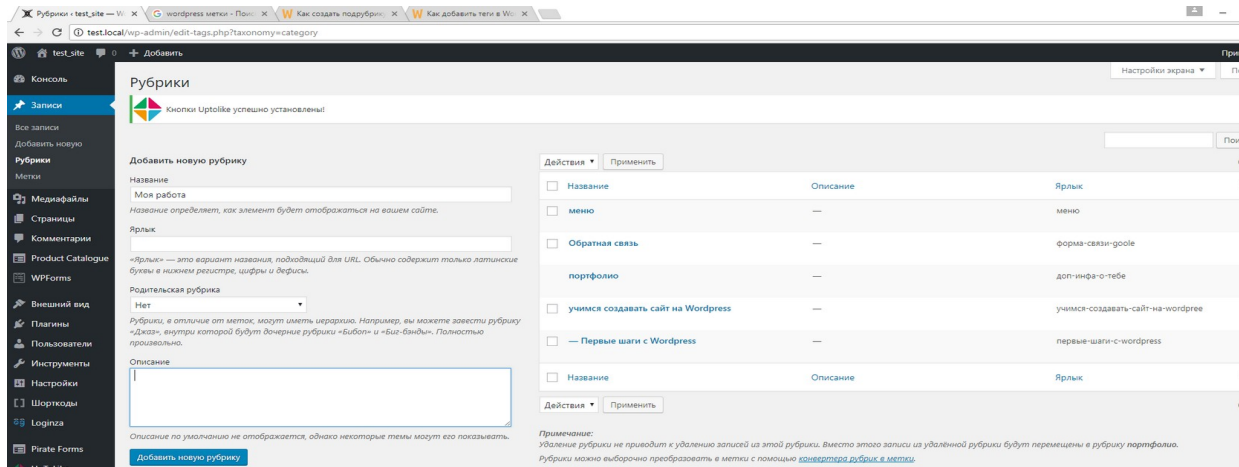 Рубрики ‹ test_site — W
wordpress метки - Пои
Как создать подрубрик
Как добавить теги в Wo
test.local/wp-admin/edit-tags.php?taxonomy=category
test_site 0 + Добавить
Консоль
Записи
Все записи
Добавить новую
Рубрики
Метки
Медиафайлы
Страницы
Комментарии
Product Catalogue
WPForms
Внешний вид
Плагины
Пользователи
Инструменты
Настройки
Шорткоды
Loginza
Pirate Forms
Настройки экрана
Рубрики
Кнопки Uptolike успешно установлены!
Добавить новую рубрику
Название
Моя работа
Название определяет, как элемент будет отображаться на вашем сайте.
Ярлык
«Ярлык» — это вариант названия, подходящий для URL. Обычно содержит только латинские
буквы в нижнем регистре, цифры и дефисы.
Родительская рубрика
Нет
Рубрики, в отличие от меток, могут иметь иерархию. Например, вы можете завести рубрику
«Джаз», внутри которой будут дочерние рубрики «Бибоп» и «Биг-бэнды». Полностью
произвольно.
Описание
Описание по умолчанию не отображается, однако некоторые темы могут его показывать.
Добавить новую рубрику
Действия Применить
Название Описание Ярлык
меню — меню
Обратная связь — форма-связи-goole
портфолио — доп-инфа-о-тебе
учимся создавать сайт на Wordpress — учимся-создавать-сайт-на-wordpree
— Первые шаги с Wordpress — первые-шаги-с-wordpress
Название Описание Ярлык
Действия Применить
Примечание:
Удаление рубрики не приводит к удалению записей из этой рубрики. Вместо этого записи из удалённой рубрики будут перемещены в рубрику портфолио.
Рубрики можно выборочно преобразовать в метки с помощью конвертера рубрик в метки.